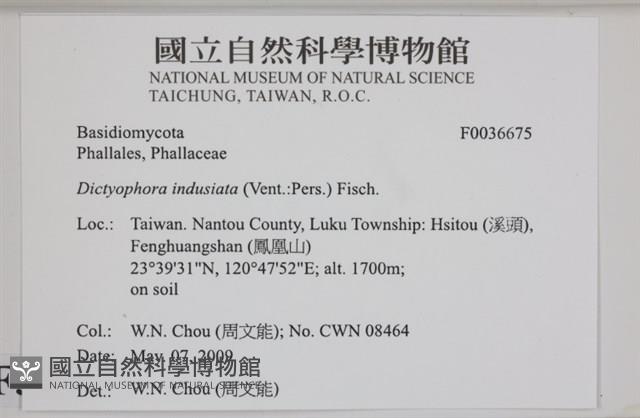 國立自然科學博物館
NATIONAL MUSEUM OF NATURAL SCIENCE
TAICHUNG, TAIWAN, R.O.C.
Basidiomycota F0036675
Phallales, Phallaceae
Dictyophora indusiata (Vent.:Pers.) Fisch.
Loc.: Taiwan. Nantou County, Luku Township: Hsitou (溪頭),
Fenghuangshan (鳳凰山)
23°39'31"N, 120°47'52"E; alt. 1700m;
on soil
Col.: W.N. Chou (周文能); No. CWN 08464
Date: May. 07, 2009
國立自然科學博物館
NATIONAL MUSEUM OF NATURAL SCIENCE
Det.: W.N. Chou (周文能)